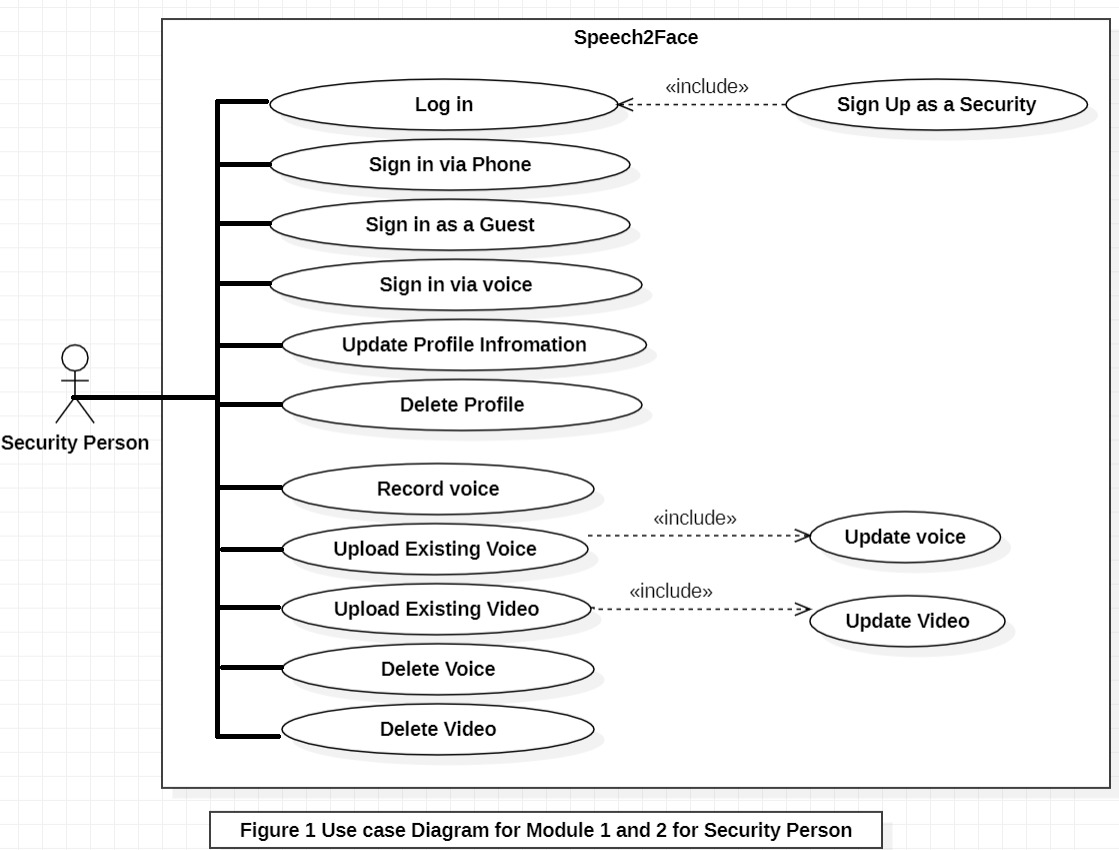 Speech2Face
Log in
«include»
Sign Up as a Security
Sign in via Phone
Sign in as a Guest
Sign in via voice
Update Profile Infromation
Delete Profile
Security Person
Record voice
Upload Existing Voice
«include»
Update voice
Upload Existing Video
«include»
Update Video
Delete Voice
Delete Video
Figure 1 Use case Diagram for Module 1 and 2 for Security Person